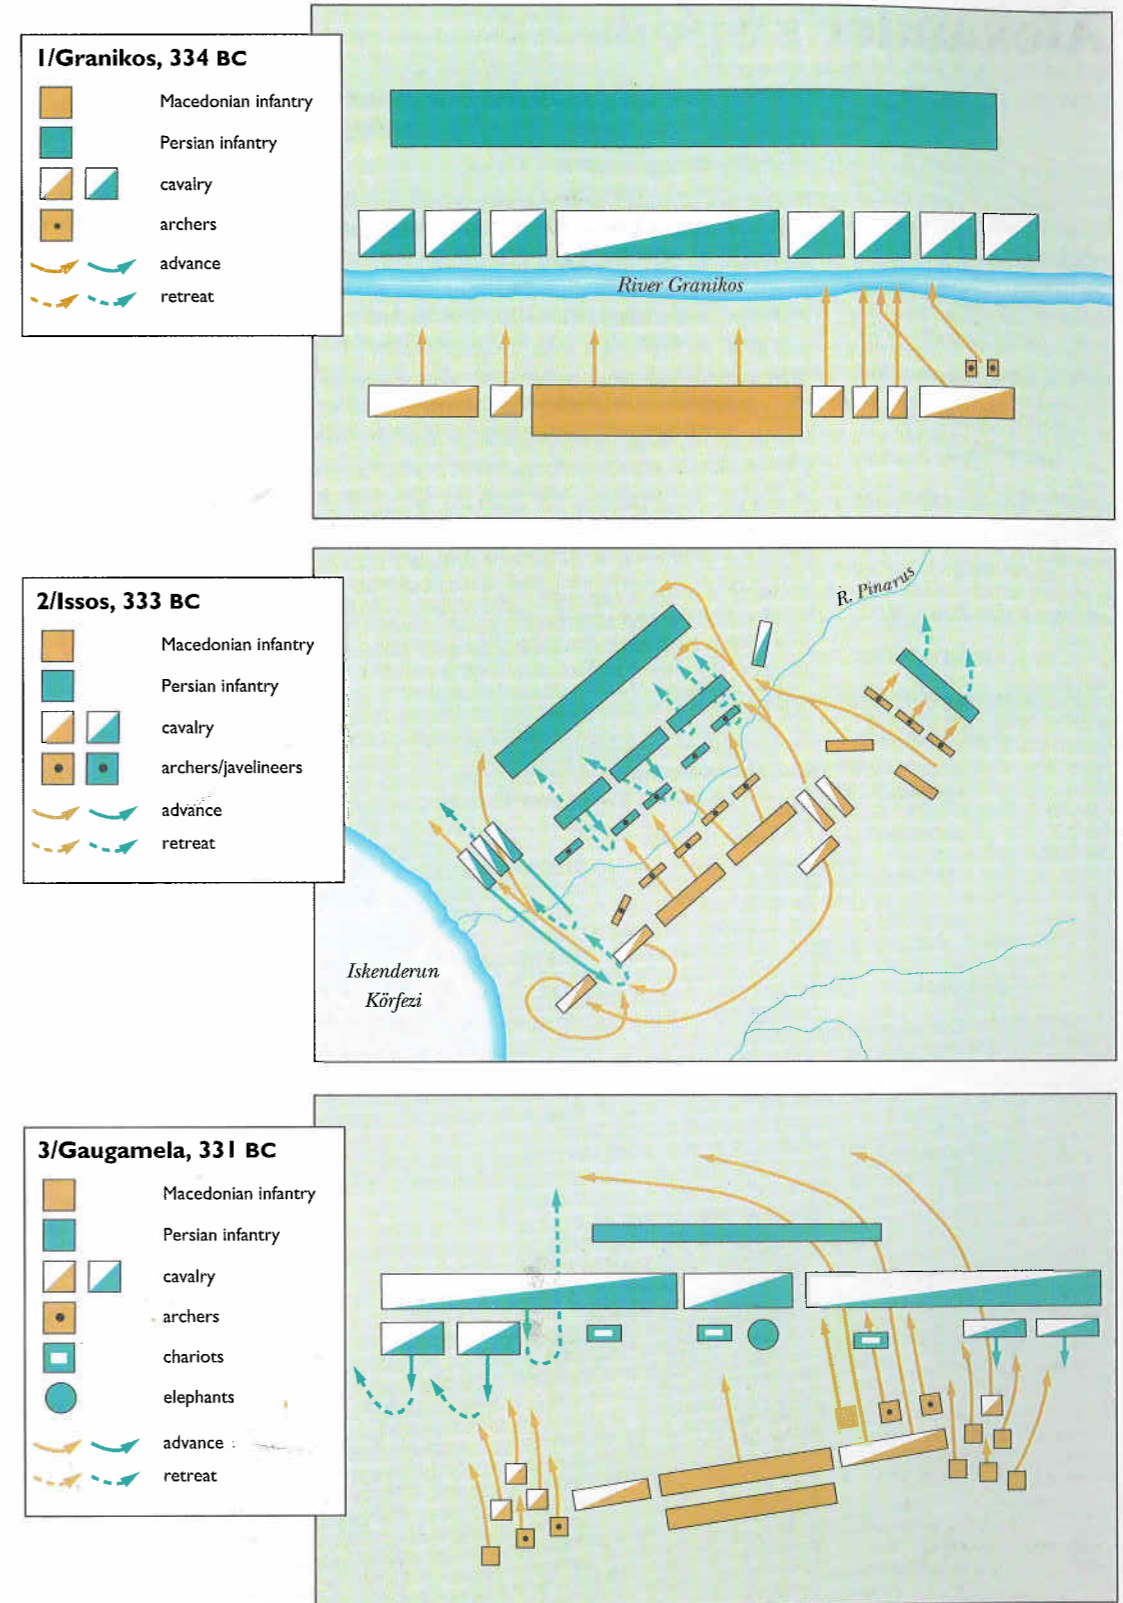 1/Granikos, 334 BC
Macedonian infantry
Persian infantry
cavalry
archers
advance
retreat
River Granikos
2/Issos, 333 BC
Macedonian infantry
Persian infantry
cavalry
archers/javelineers
advance
retreat
R. Pinarus
Iskenderun
Körfezi
3/Gaugamela, 331 BC
Macedonian infantry
Persian infantry
cavalry
archers
chariots
elephants
advance
retreat